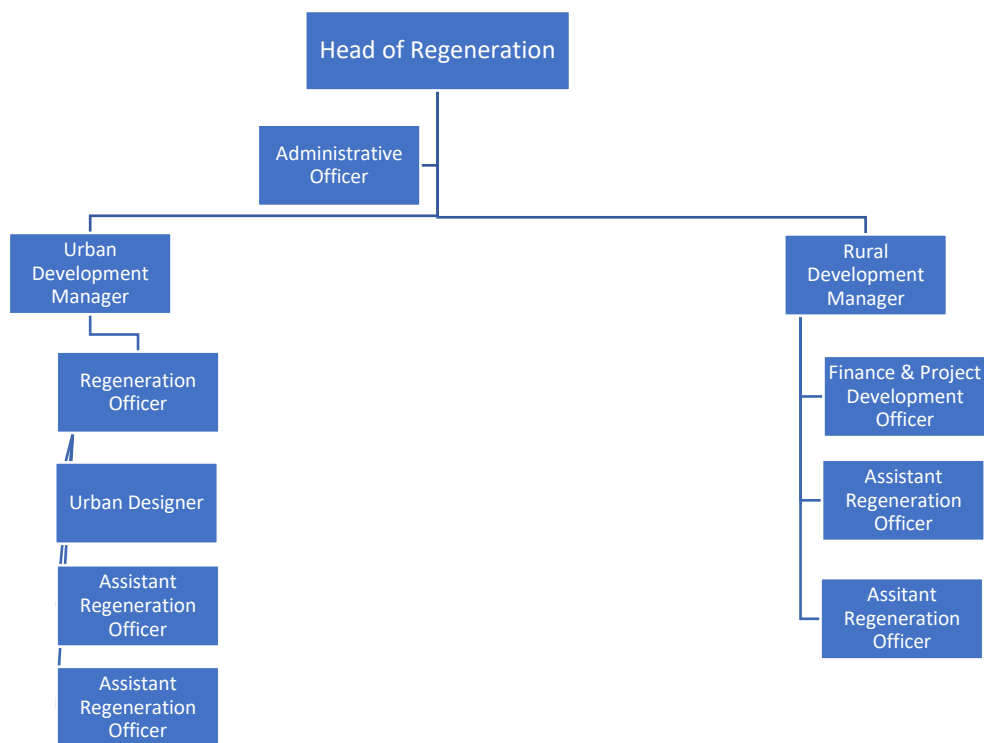 Head of Regeneration
Administrative
Officer
Urban
Development
Manager
Rural
Development
Manager
Regeneration
Officer
Urban Designer
Assistant
Regeneration
Officer
Assistant
Regeneration
Officer
Finance & Project
Development
Officer
Assistant
Regeneration
Officer
Assitant
Regeneration
Officer